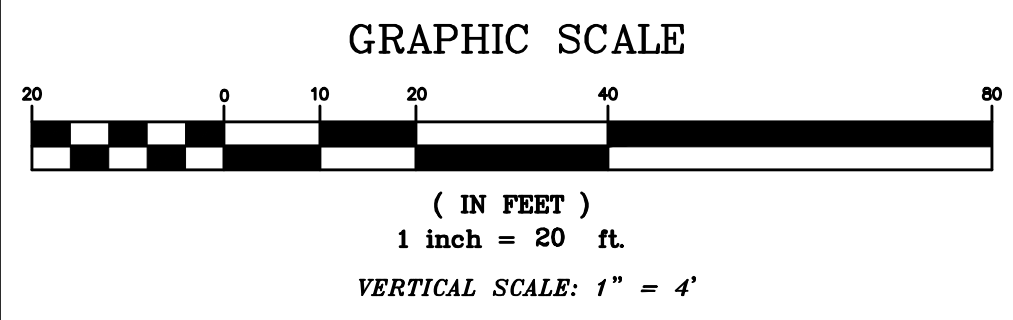 GRAPHIC SCALE
20 0 10 20 40 80
( IN FEET )
1 inch = 20 ft.
VERTICAL SCALE: 1" = 4'